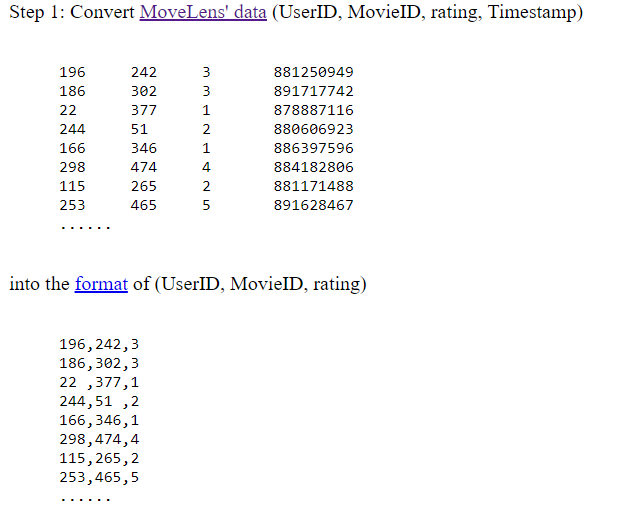 Step 1: Convert MoveLens' data (UserID, MovieID, rating, Timestamp)
196 242 3 881250949
186 302 3 891717742
22 377 1 878887116
244 51 2 880606923
166 346 1 886397596
298 474 4 884182806
115 265 2 881171488
253 465 5 891628467
......
into the format of (UserID, MovieID, rating)
196,242,3
186,302,3
22 ,377,1
244,51 ,2
166,346,1
298,474,4
115,265,2
253,465,5
......